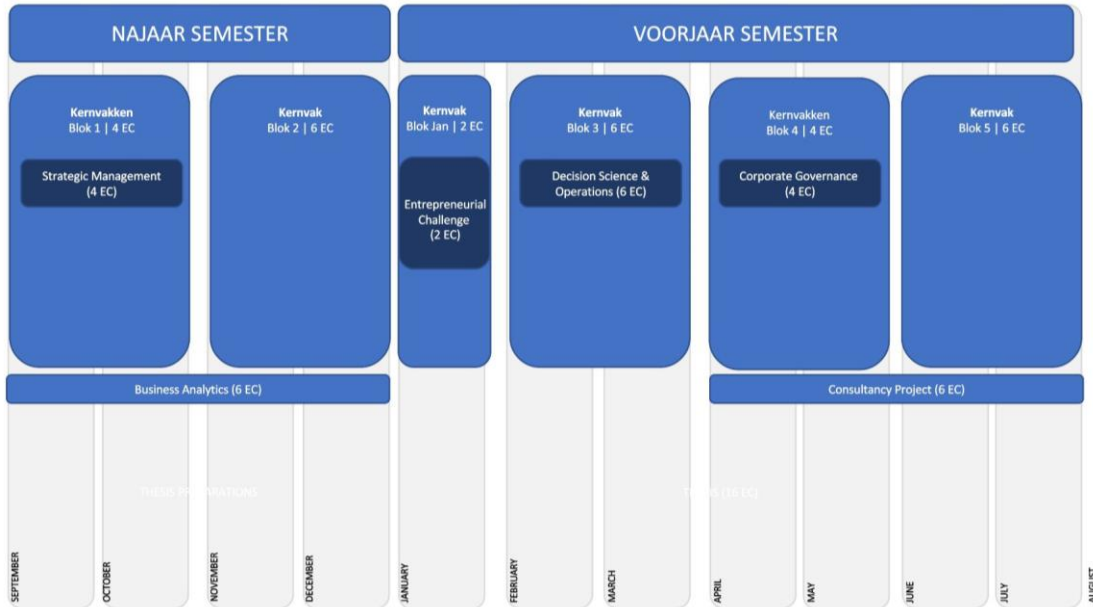 NAJAAR SEMESTER
VOORJAAR SEMESTER
Kernvakken
Blok 1 | 4 EC
Strategic Management
(4 EC)
Kernvak
Blok 2 | 6 EC
Kernvak
Blok Jan | 2 EC
Entrepreneurial
Challenge
(2 EC)
Kernvak
Blok 3 | 6 EC
Decision Science &
Operations (6 EC)
Kernvakken
Blok 4 | 4 EC
Corporate Governance
(4 EC)
Kernvak
Blok 5 | 6 EC
Business Analytics (6 EC)
Consultancy Project (6 EC)
THESIS
SEPTEMBER
OCTOBER
NOVEMBER
DECEMBER
JANUARY
FEBRUARY
MARCH
APRIL
MAY
JUNE
JULY
AUGUST